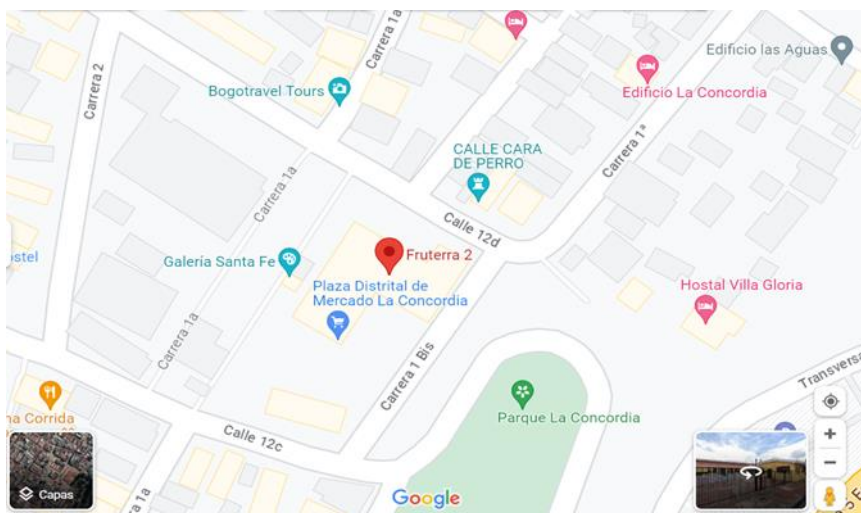 Carrera 2
Carrera 1a
Edificio las Aguas
Bogotravel Tours
Edificio La Concordia
CALLE CARA
DE PERRO
Carrera 1ª
Carrera 1a
Calle 12d
Fruterra 2
ostel
Galería Santa Fe
Plaza Distrital de
Mercado La Concordia
Hostal Villa Gloria
Carrera 1a
Carrera 1 Bis
Transversa
na Corrida
Parque La Concordia
Calle 12c
Capas
Google
1a